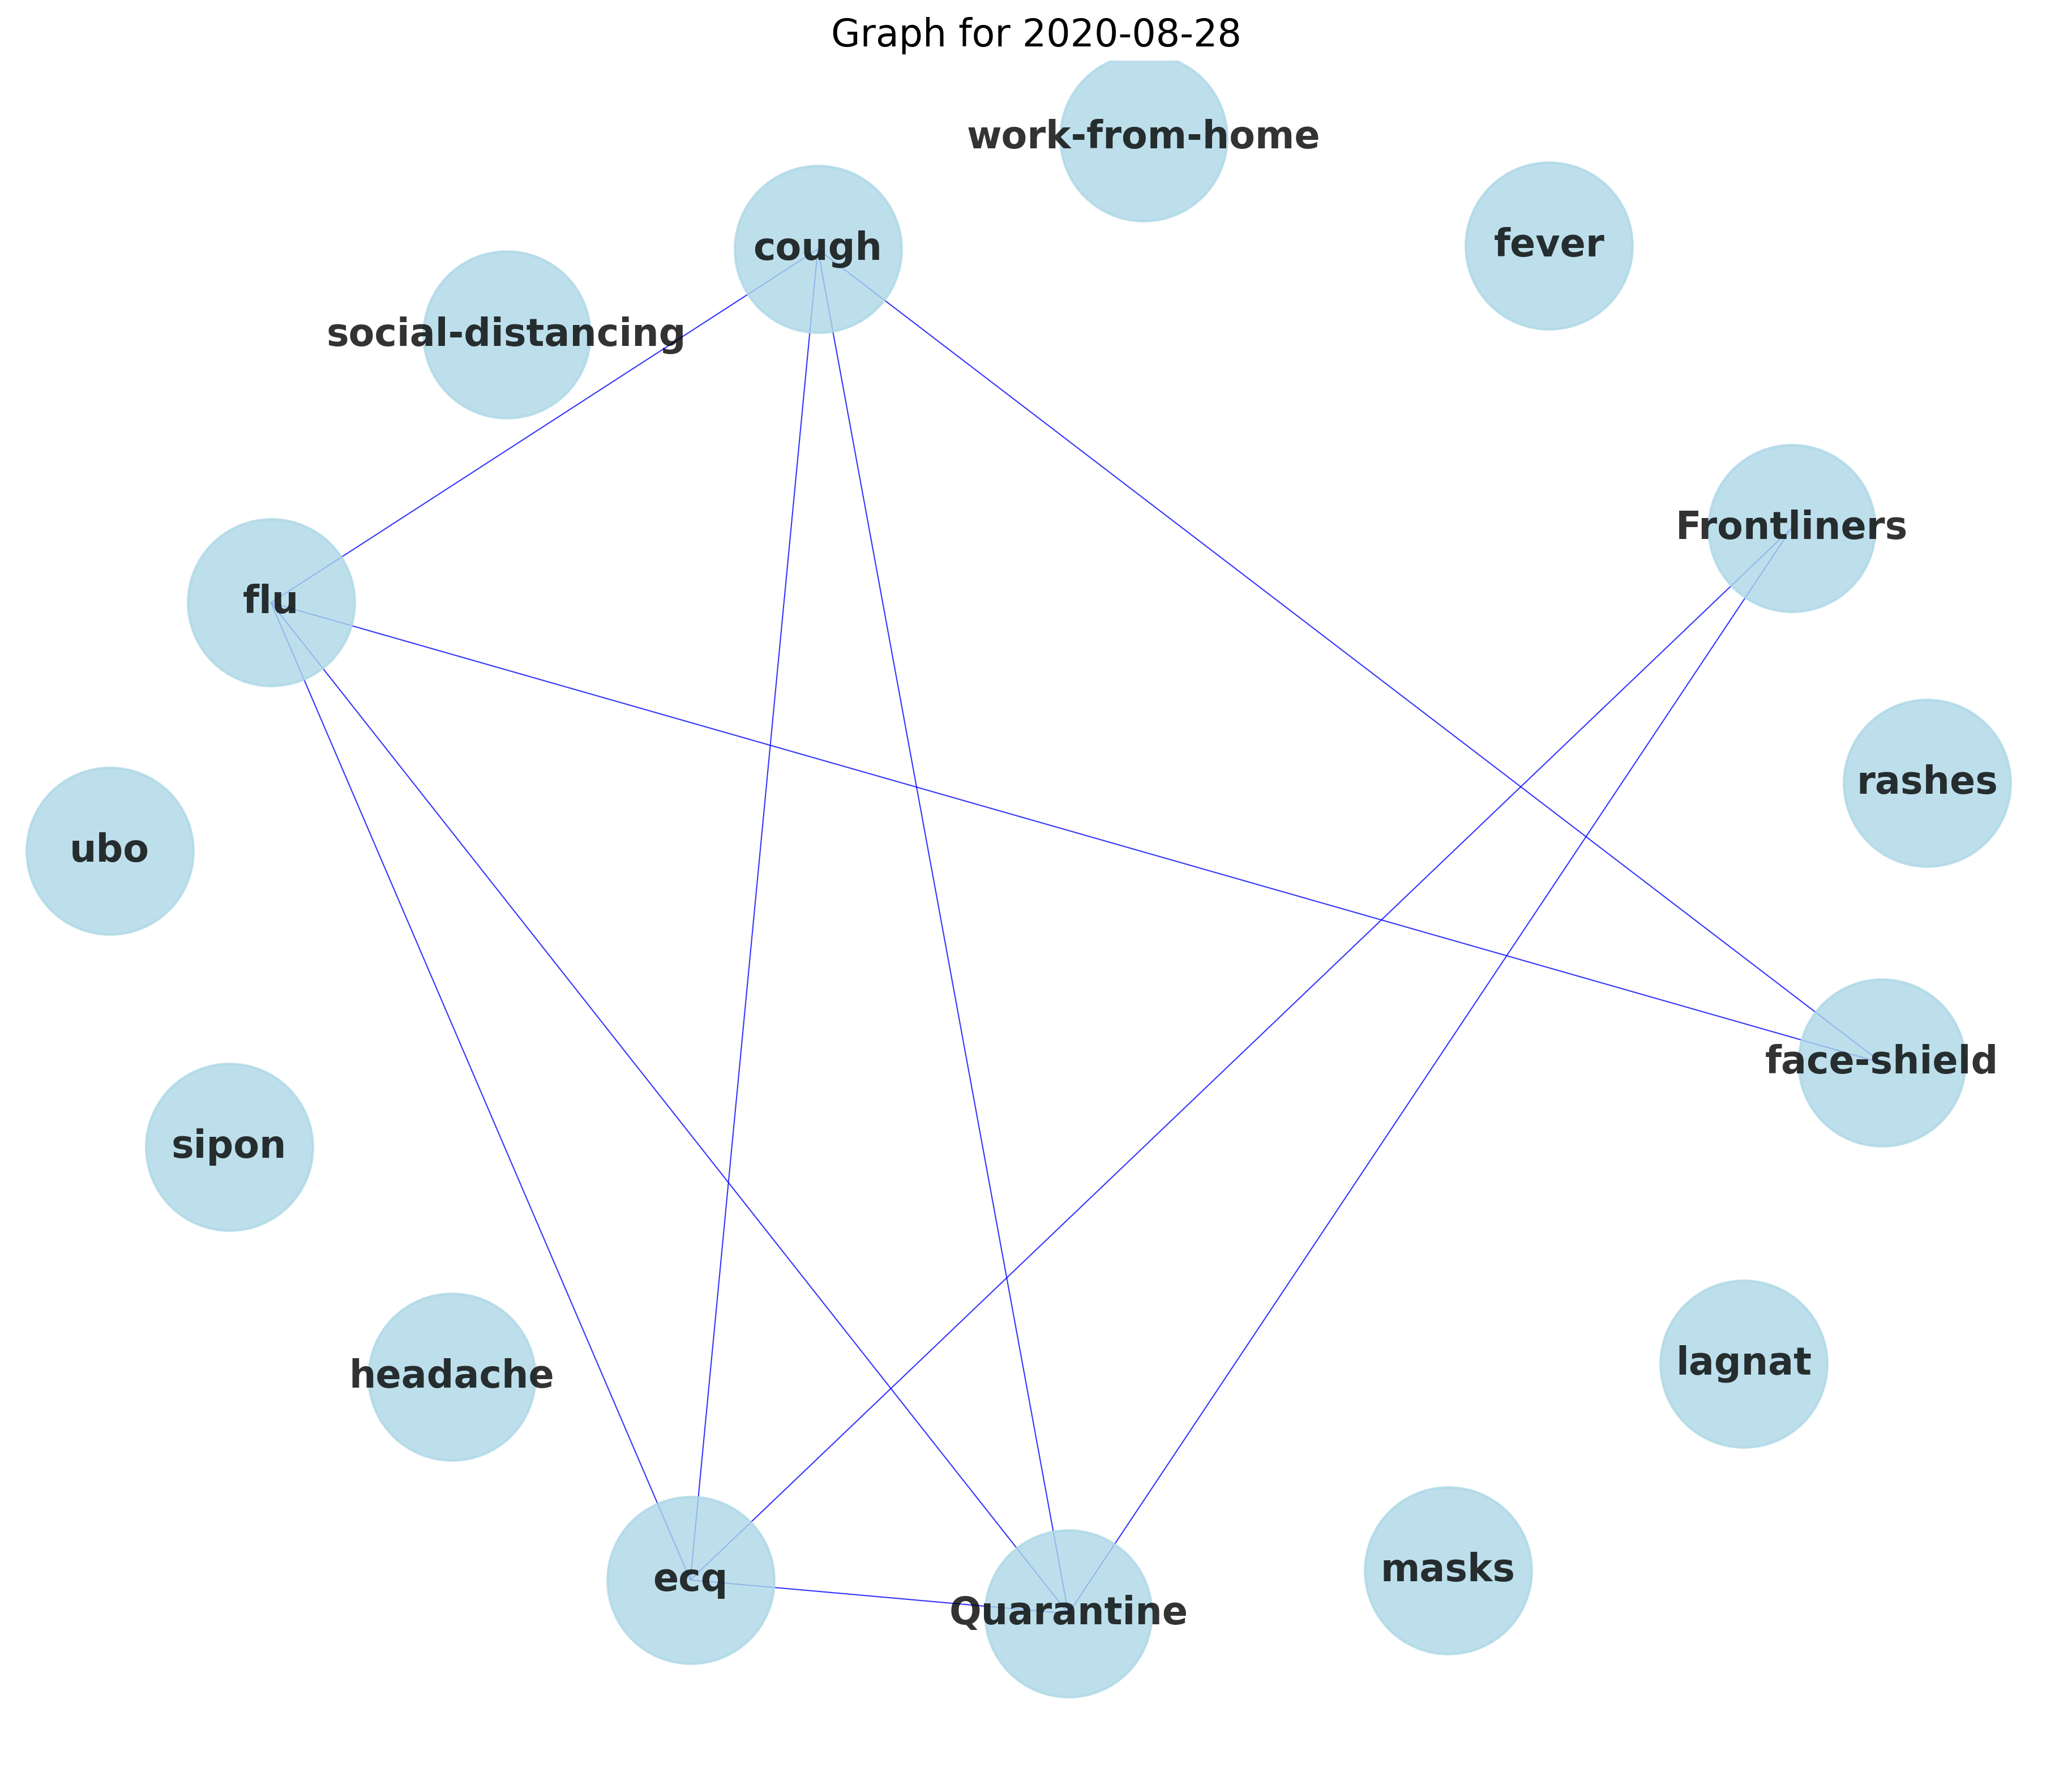 Graph for 2020-08-28
work-from-home
cough
fever
social-distancing
Frontliners
flu
rashes
ubo
face-shield
sipon
lagnat
headache
masks
ecq
Quarantine